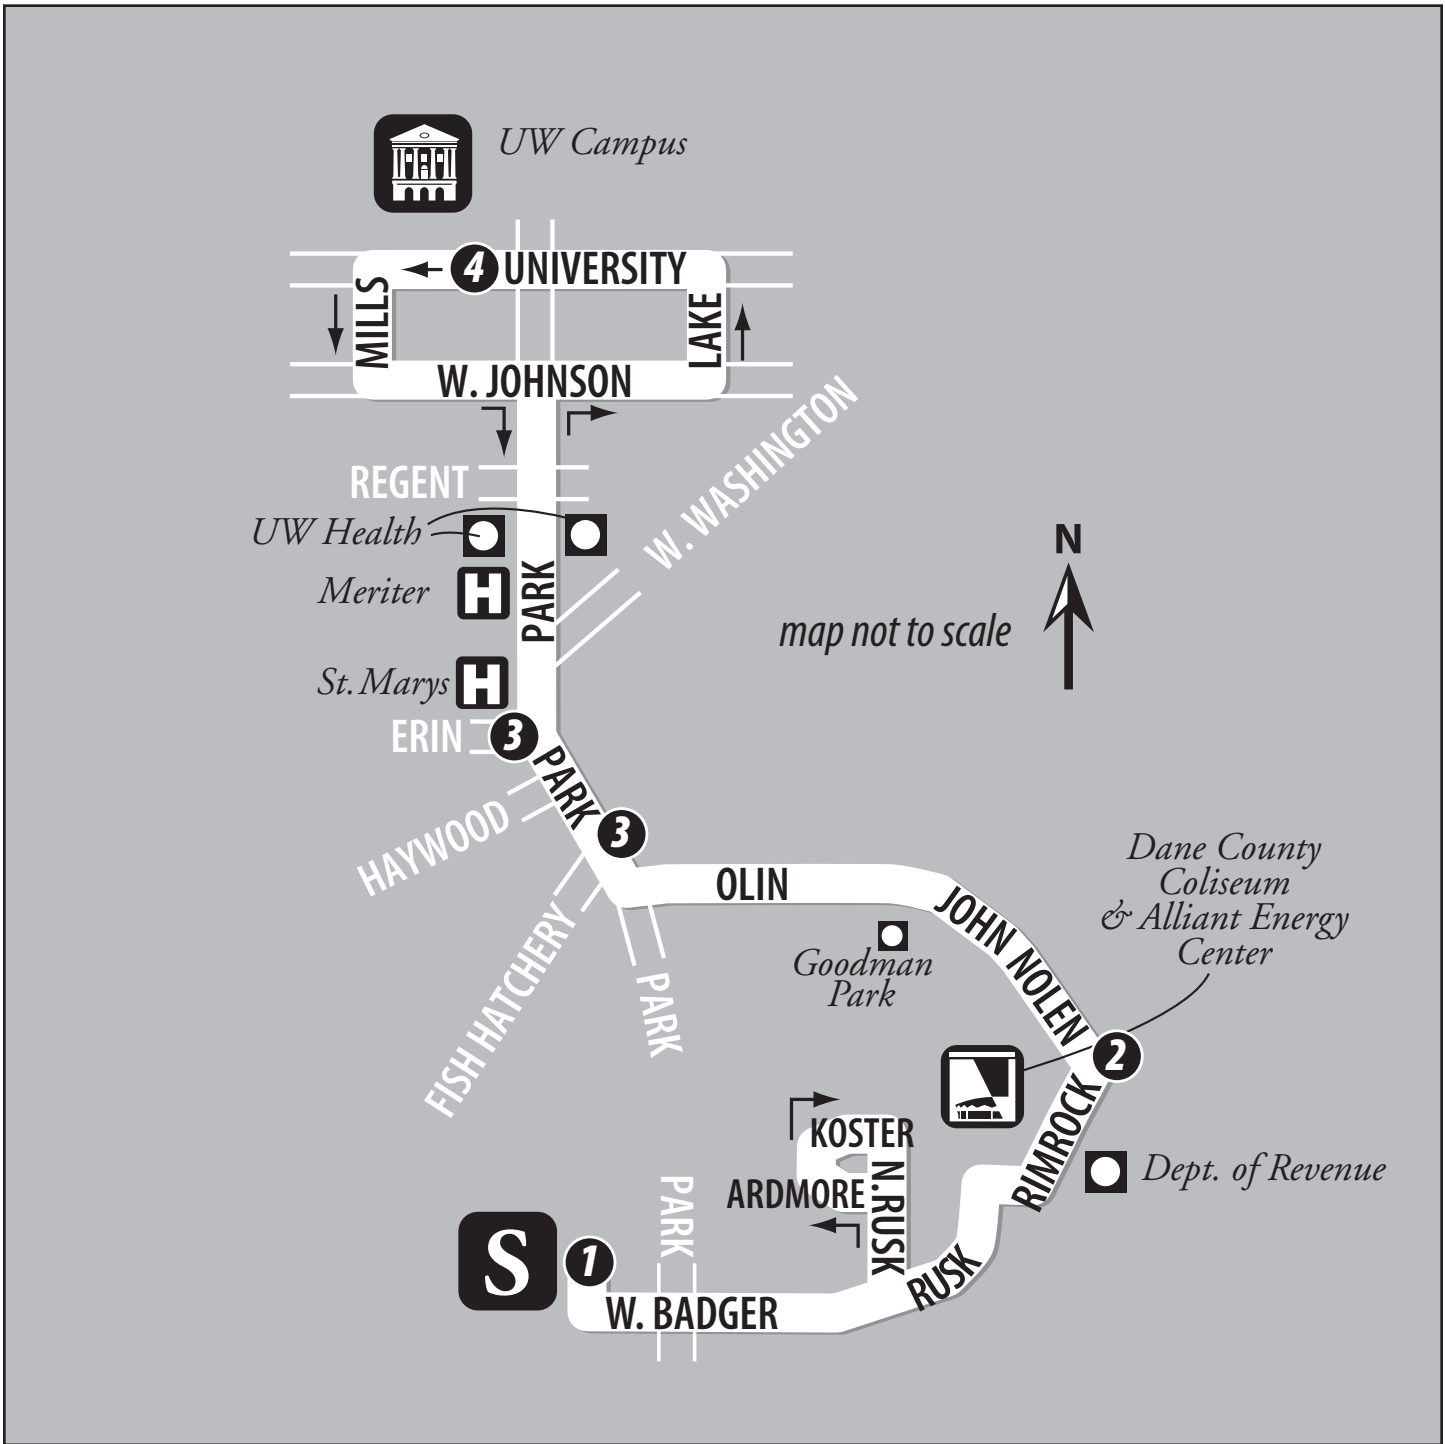 UW Campus
4
UNIVERSITY
MILLS
LAKE
W. JOHNSON
W. WASHINGTON
REGENT
UW Health
PARK
Meriter
N
map not to scale
St. Marys
ERIN
3
PARK
3
HAYWOOD
OLIN
Dane County
Coliseum
& Alliant Energy
Center
JOHN NOLEN
Goodman
Park
FISH HATCHERY
PARK
2
RIMROCK
KOSTER
Dept. of Revenue
ARDMORE
N. RUSK
PARK
S
1
RUSK
W. BADGER
H
H